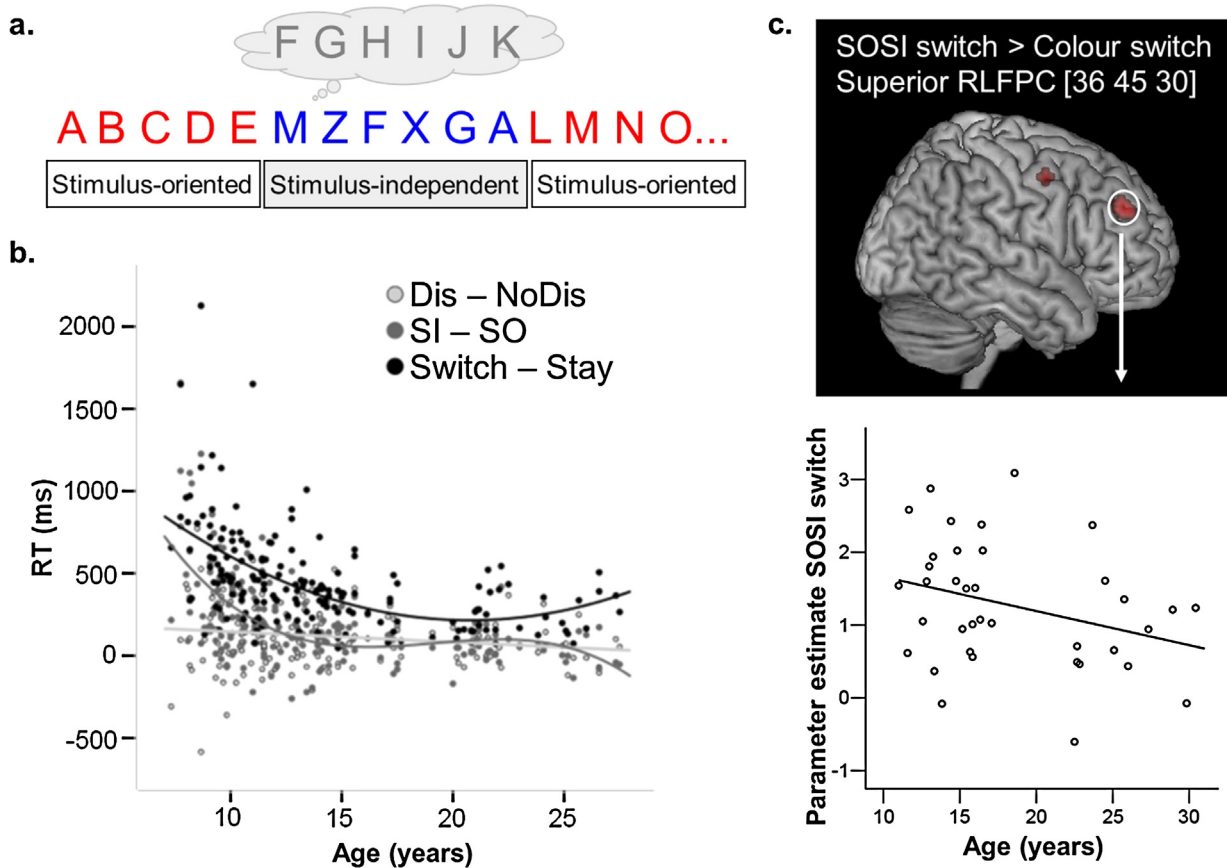 a.
F G H I J K
A B C D E M Z F X G A L M N O...
Stimulus-oriented Stimulus-independent Stimulus-oriented
b.
Dis – NoDis
SI – SO
Switch – Stay
RT (ms)
2000
1500
1000
500
0
-500
10 15 20 25
Age (years)
c.
SOSI switch > Colour switch
Superior RLFPC [36 45 30]
Parameter estimate SOSI switch
3
2
1
0
-1
10 15 20 25 30
Age (years)